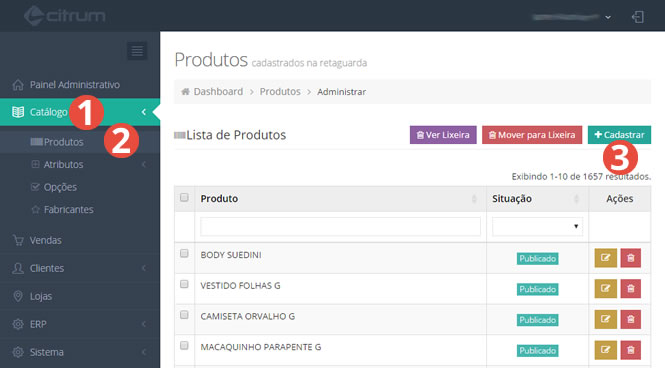 citrum
Painel Administrativo
Catálogo 1
Produtos 2
Atributos
Opções
Fabricantes
Vendas
Clientes
Lojas
ERP
Sistema
Produtos cadastrados na retaguarda
Dashboard > Produtos > Administrar
Lista de Produtos
Ver Lixeira
Mover para Lixeira
+ Cadastrar
3
Exibindo 1-10 de 1657 resultados.
Produto Situação Ações
BODY SUEDINI Publicado
VESTIDO FOLHAS G Publicado
CAMISETA ORVALHO G Publicado
MACAQUINHO PARAPENTE G Publicado